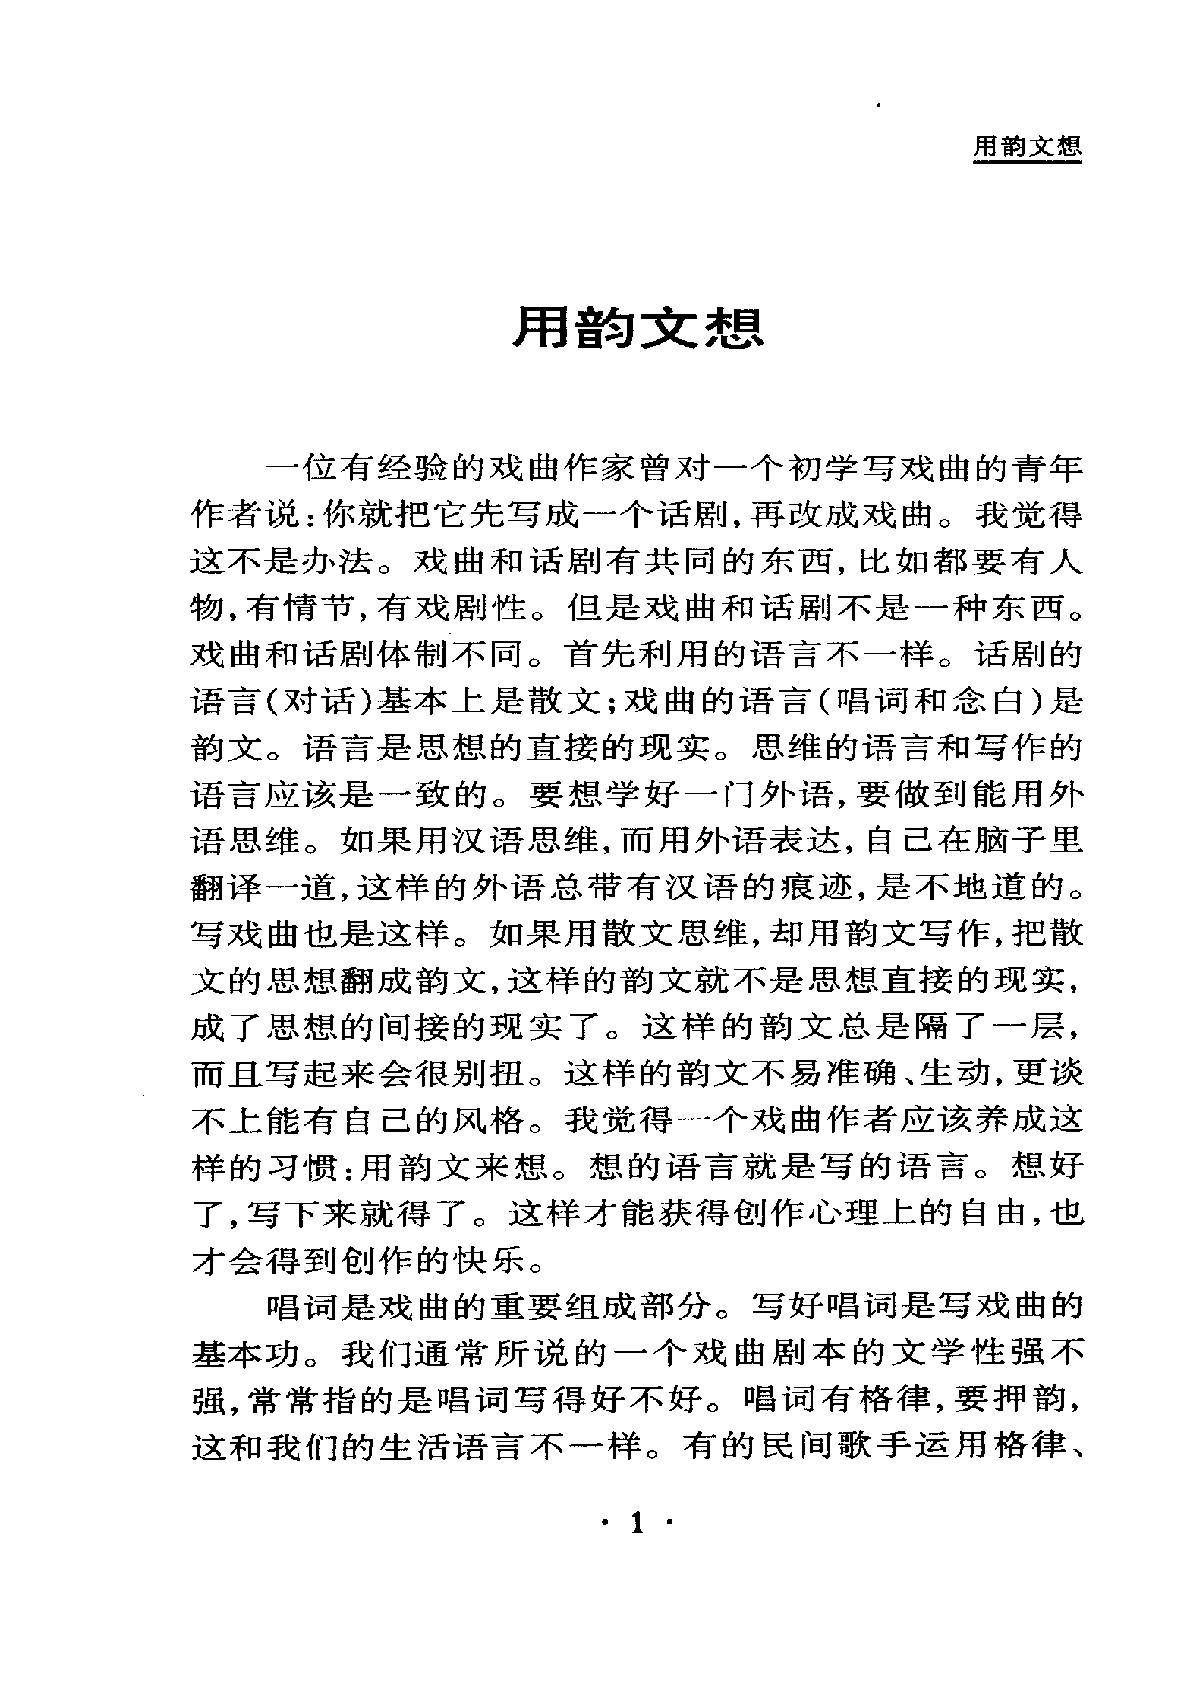 用韵文想
用韵文想
一位有经验的戏曲作家曾对一个初学写戏曲的青年
作者说:你就把它先写成一个话剧,再改成戏曲。我觉得
这不是办法。戏曲和话剧有共同的东西,比如都要有人
物,有情节,有戏剧性。但是戏曲和话剧不是一种东西。
戏曲和话剧体制不同。首先利用的语言不一样。话剧的
语言(对话)基本上是散文;戏曲的语言(唱词和念白)是
韵文。语言是思想的直接的现实。思维的语言和写作的
语言应该是一致的。要想学好一门外语,要做到能用外
语思维。如果用汉语思维,而用外语表达,自己在脑子里
翻译一道,这样的外语总带有汉语的痕迹,是不地道的。
写戏曲也是这样。如果用散文思维,却用韵文写作,把散
文的思想翻成韵文,这样的韵文就不是思想直接的现实,
成了思想的间接的现实了。这样的韵文总是隔了一层,
而且写起来会很别扭。这样的韵文不易准确、生动,更谈
不上能有自己的风格。我觉得一个戏曲作者应该养成这
样的习惯:用韵文来想。想的语言就是写的语言。想好
了,写下来就得了。这样才能获得创作心理上的自由,也
才会得到创作的快乐。
唱词是戏曲的重要组成部分。写好唱词是写戏曲的
基本功。我们通常所说的一个戏曲剧本的文学性强不
强,常常指的是唱词写得好不好。唱词有格律,要押韵,
这和我们的生活语言不一样。有的民间歌手运用格律、
· 1 ·